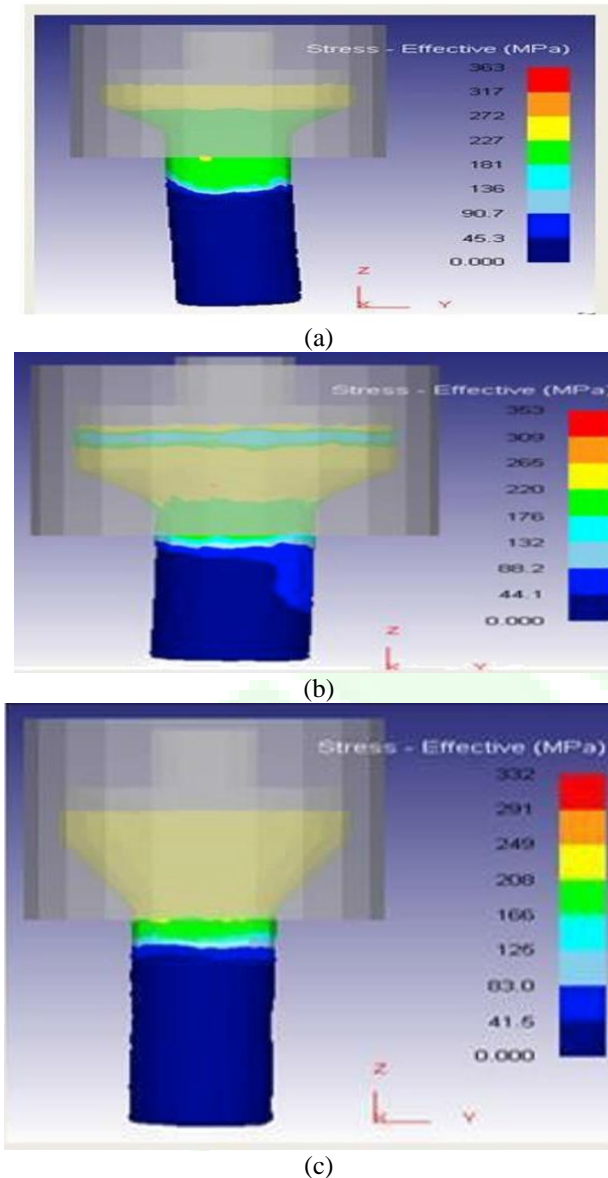 Stress - Effective (MPa)
363
317
272
227
181
136
90.7
45.3
0.000
Z
X Y
(a)
Stress - Effective (MPa)
353
309
265
220
176
132
88.2
44.1
0.000
Z
X Y
(b)
Stress - Effective (MPa)
332
291
249
208
166
125
83.0
41.5
0.000
Z
X Y
(c)